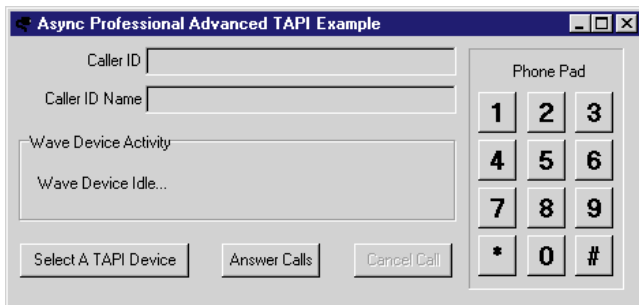 Async Professional Advanced TAPI Example
Caller ID
Caller ID Name
Wave Device Activity
Wave Device Idle...
Select A TAPI Device
Answer Calls
Cancel Call
Phone Pad
1 2 3
4 5 6
7 8 9
* 0 #